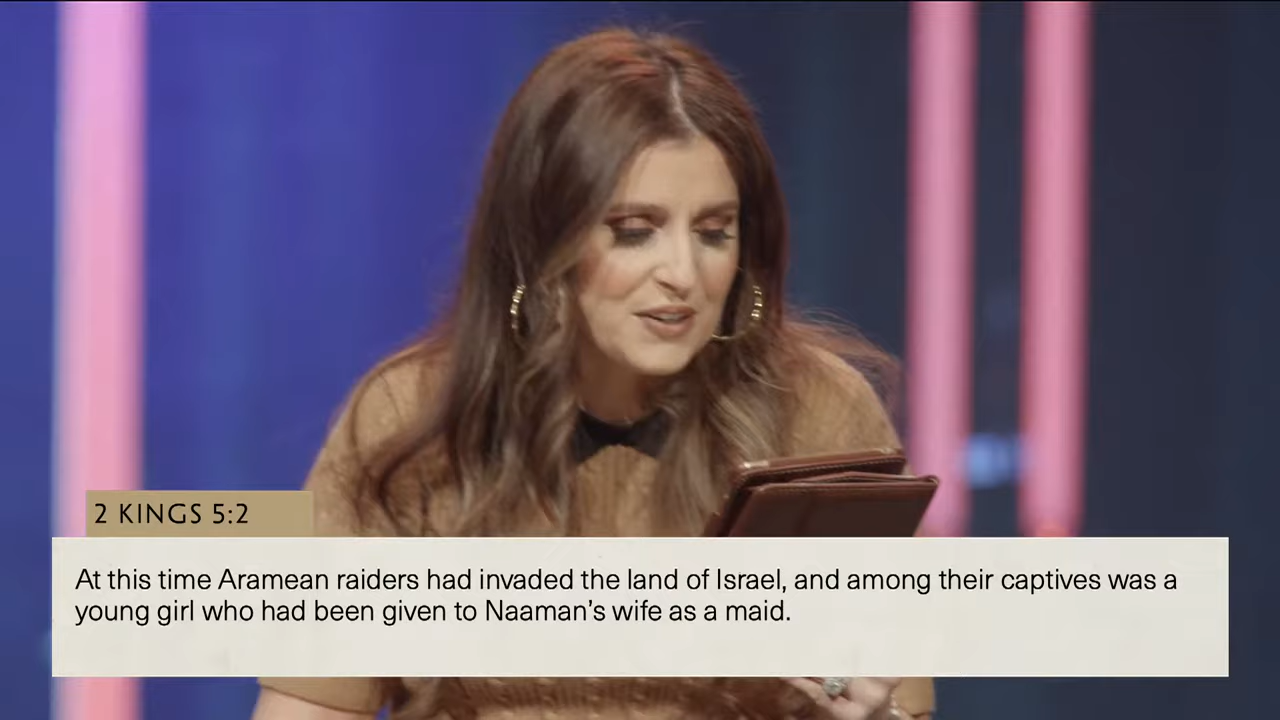 2 KINGS 5:2
At this time Aramean raiders had invaded the land of Israel, and among their captives was a
young girl who had been given to Naaman's wife as a maid.